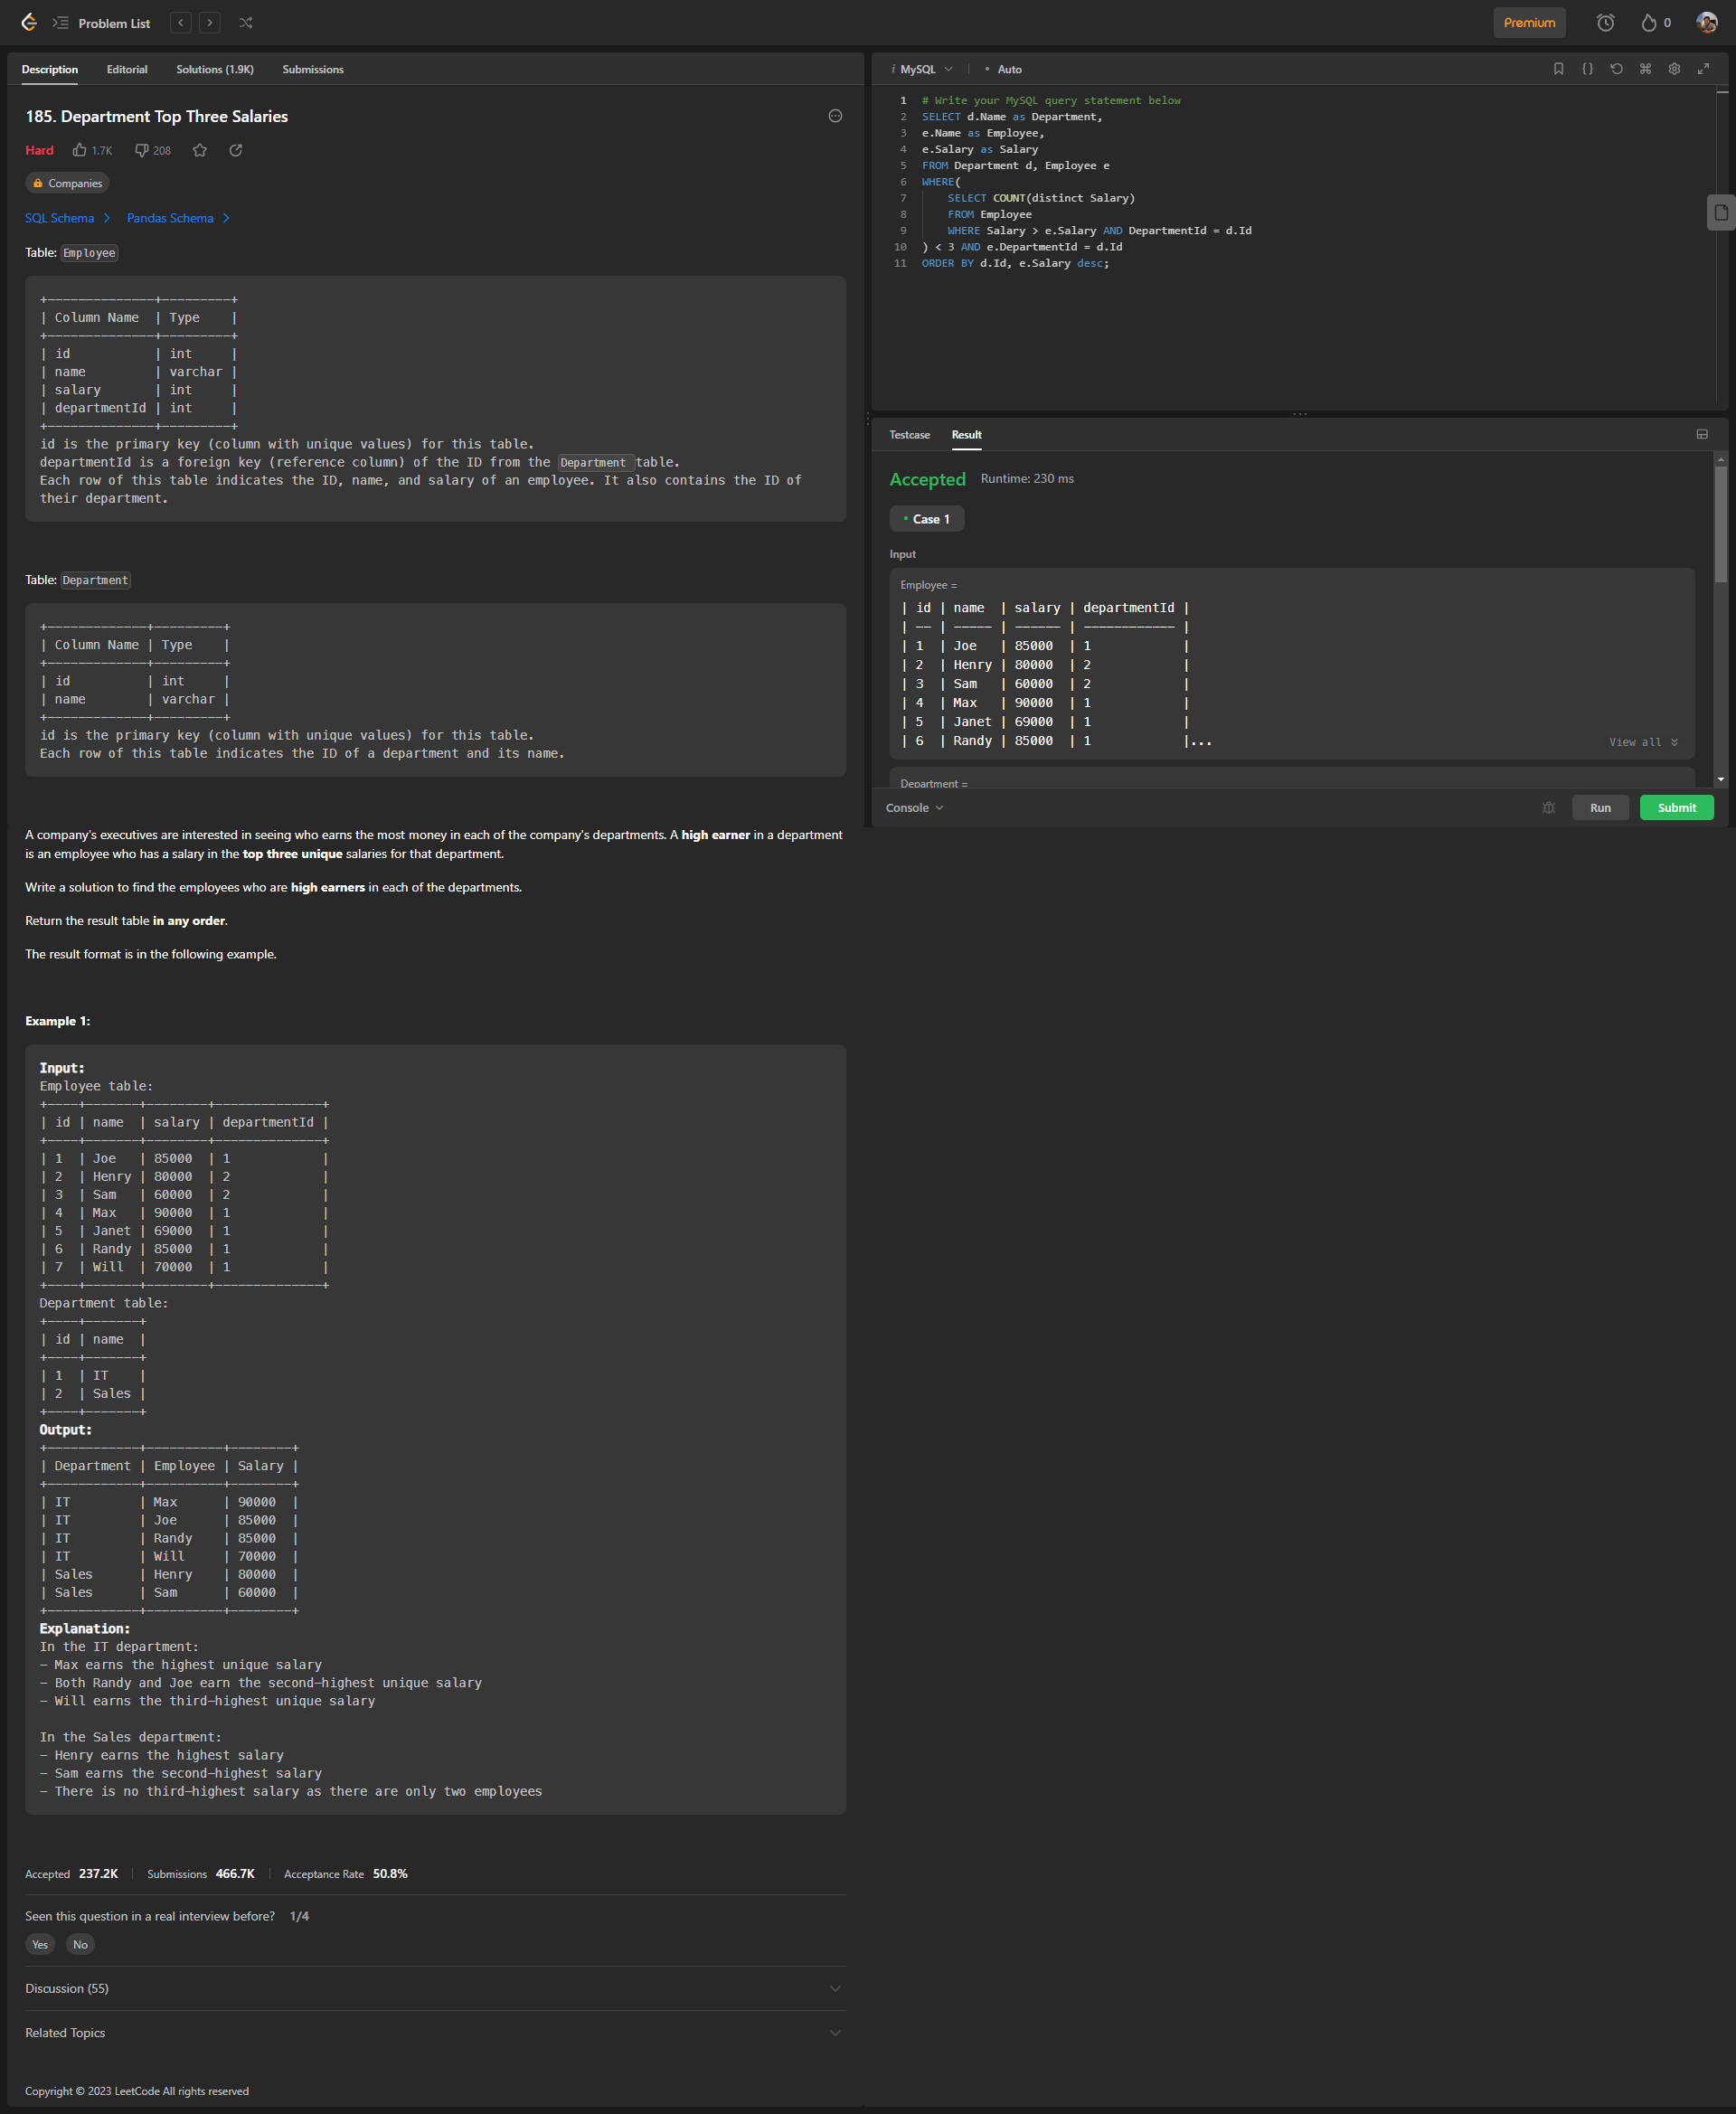 Problem List
Premium
0
Description Editorial Solutions (1.9K) Submissions
185. Department Top Three Salaries
Hard 1.7K 208
Companies
SQL Schema Pandas Schema
Table: Employee
+--------------+---------+
| Column Name  | Type    |
+--------------+---------+
| id           | int     |
| name         | varchar |
| salary       | int     |
| departmentId | int     |
+--------------+---------+
id is the primary key (column with unique values) for this table.
departmentId is a foreign key (reference column) of the ID from the Department table.
Each row of this table indicates the ID, name, and salary of an employee. It also contains the ID of
their department.
Table: Department
+-------------+---------+
| Column Name | Type    |
+-------------+---------+
| id          | int     |
| name        | varchar |
+-------------+---------+
id is the primary key (column with unique values) for this table.
Each row of this table indicates the ID of a department and its name.
A company's executives are interested in seeing who earns the most money in each of the company's departments. A high earner in a department
is an employee who has a salary in the top three unique salaries for that department.
Write a solution to find the employees who are high earners in each of the departments.
Return the result table in any order.
The result format is in the following example.
Example 1:
Input:
Employee table:
+----+-------+--------+--------------+
| id | name  | salary | departmentId |
+----+-------+--------+--------------+
| 1  | Joe   | 85000  | 1            |
| 2  | Henry | 80000  | 2            |
| 3  | Sam   | 60000  | 2            |
| 4  | Max   | 90000  | 1            |
| 5  | Janet | 69000  | 1            |
| 6  | Randy | 85000  | 1            |
| 7  | Will  | 70000  | 1            |
+----+-------+--------+--------------+
Department table:
+----+-------+
| id | name  |
+----+-------+
| 1  | IT    |
| 2  | Sales |
+----+-------+
Output:
+------------+----------+--------+
| Department | Employee | Salary |
+------------+----------+--------+
| IT         | Max      | 90000  |
| IT         | Joe      | 85000  |
| IT         | Randy    | 85000  |
| IT         | Will     | 70000  |
| Sales      | Henry    | 80000  |
| Sales      | Sam      | 60000  |
+------------+----------+--------+
Explanation:
In the IT department:
- Max earns the highest unique salary
- Both Randy and Joe earn the second-highest unique salary
- Will earns the third-highest unique salary
In the Sales department:
- Henry earns the highest salary
- Sam earns the second-highest salary
- There is no third-highest salary as there are only two employees
Accepted 237.2K Submissions 466.7K Acceptance Rate 50.8%
Seen this question in a real interview before? 1/4
Yes No
Discussion (55)
Related Topics
Copyright © 2023 LeetCode All rights reserved
i MySQL • Auto
1 # Write your MySQL query statement below
2 SELECT d.Name as Department,
3 e.Name as Employee,
4 e.Salary as Salary
5 FROM Department d, Employee e
6 WHERE(
7     SELECT COUNT(distinct Salary)
8     FROM Employee
9     WHERE Salary > e.Salary AND DepartmentId = d.Id
10 ) < 3 AND e.DepartmentId = d.Id
11 ORDER BY d.Id, e.Salary desc;
Testcase Result
Accepted Runtime: 230 ms
• Case 1
Input
Employee =
| id | name  | salary | departmentId |
| -- | ----- | ------ | ------------ |
| 1  | Joe   | 85000  | 1            |
| 2  | Henry | 80000  | 2            |
| 3  | Sam   | 60000  | 2            |
| 4  | Max   | 90000  | 1            |
| 5  | Janet | 69000  | 1            |
| 6  | Randy | 85000  | 1            |...
View all
Department =
Console Run Submit